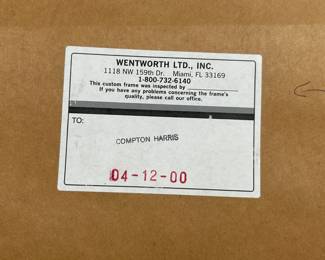 WENTWORTH LTD., INC.
1118 NW 159th Dr. Miami, FL 33169
1-800-732-6140
This custom frame was inspected by
If you have any problems concerning the frame's
quality, please call our office.
TO:
COMPTON HARRIS
04-12-00